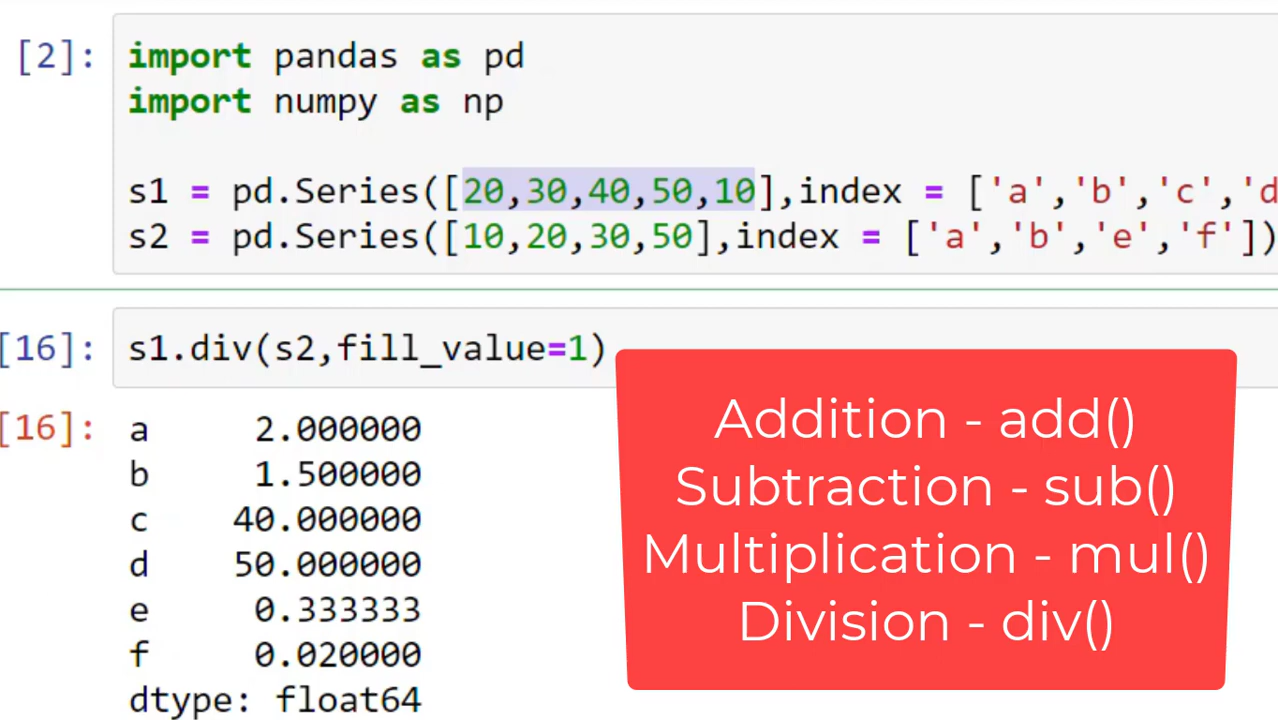 [2]:
import pandas as pd
import numpy as np
s1 = pd.Series([20,30,40,50,10],index = ['a','b','c','d
s2 = pd.Series([10,20,30,50],index = ['a','b','e','f'])
[16]:
s1.div(s2,fill_value=1)
[16]:
a 2.000000
b 1.500000
c 40.000000
d 50.000000
e 0.333333
f 0.020000
dtype: float64
Addition - add()
Subtraction - sub()
Multiplication - mul()
Division - div()